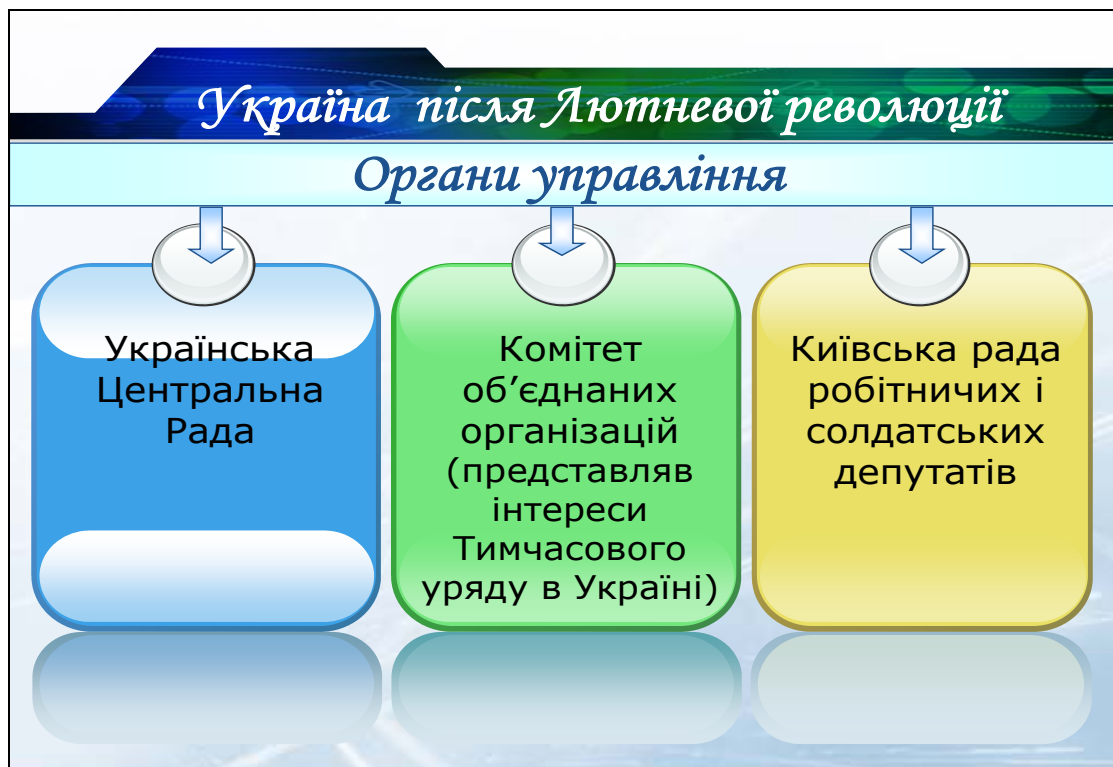 Україна після Лютневої революції
Органи управління
Українська
Центральна
Рада
Комітет
об’єднаних
організацій
(представляв
інтереси
Тимчасового
уряду в Україні)
Київська рада
робітничих і
солдатських
депутатів